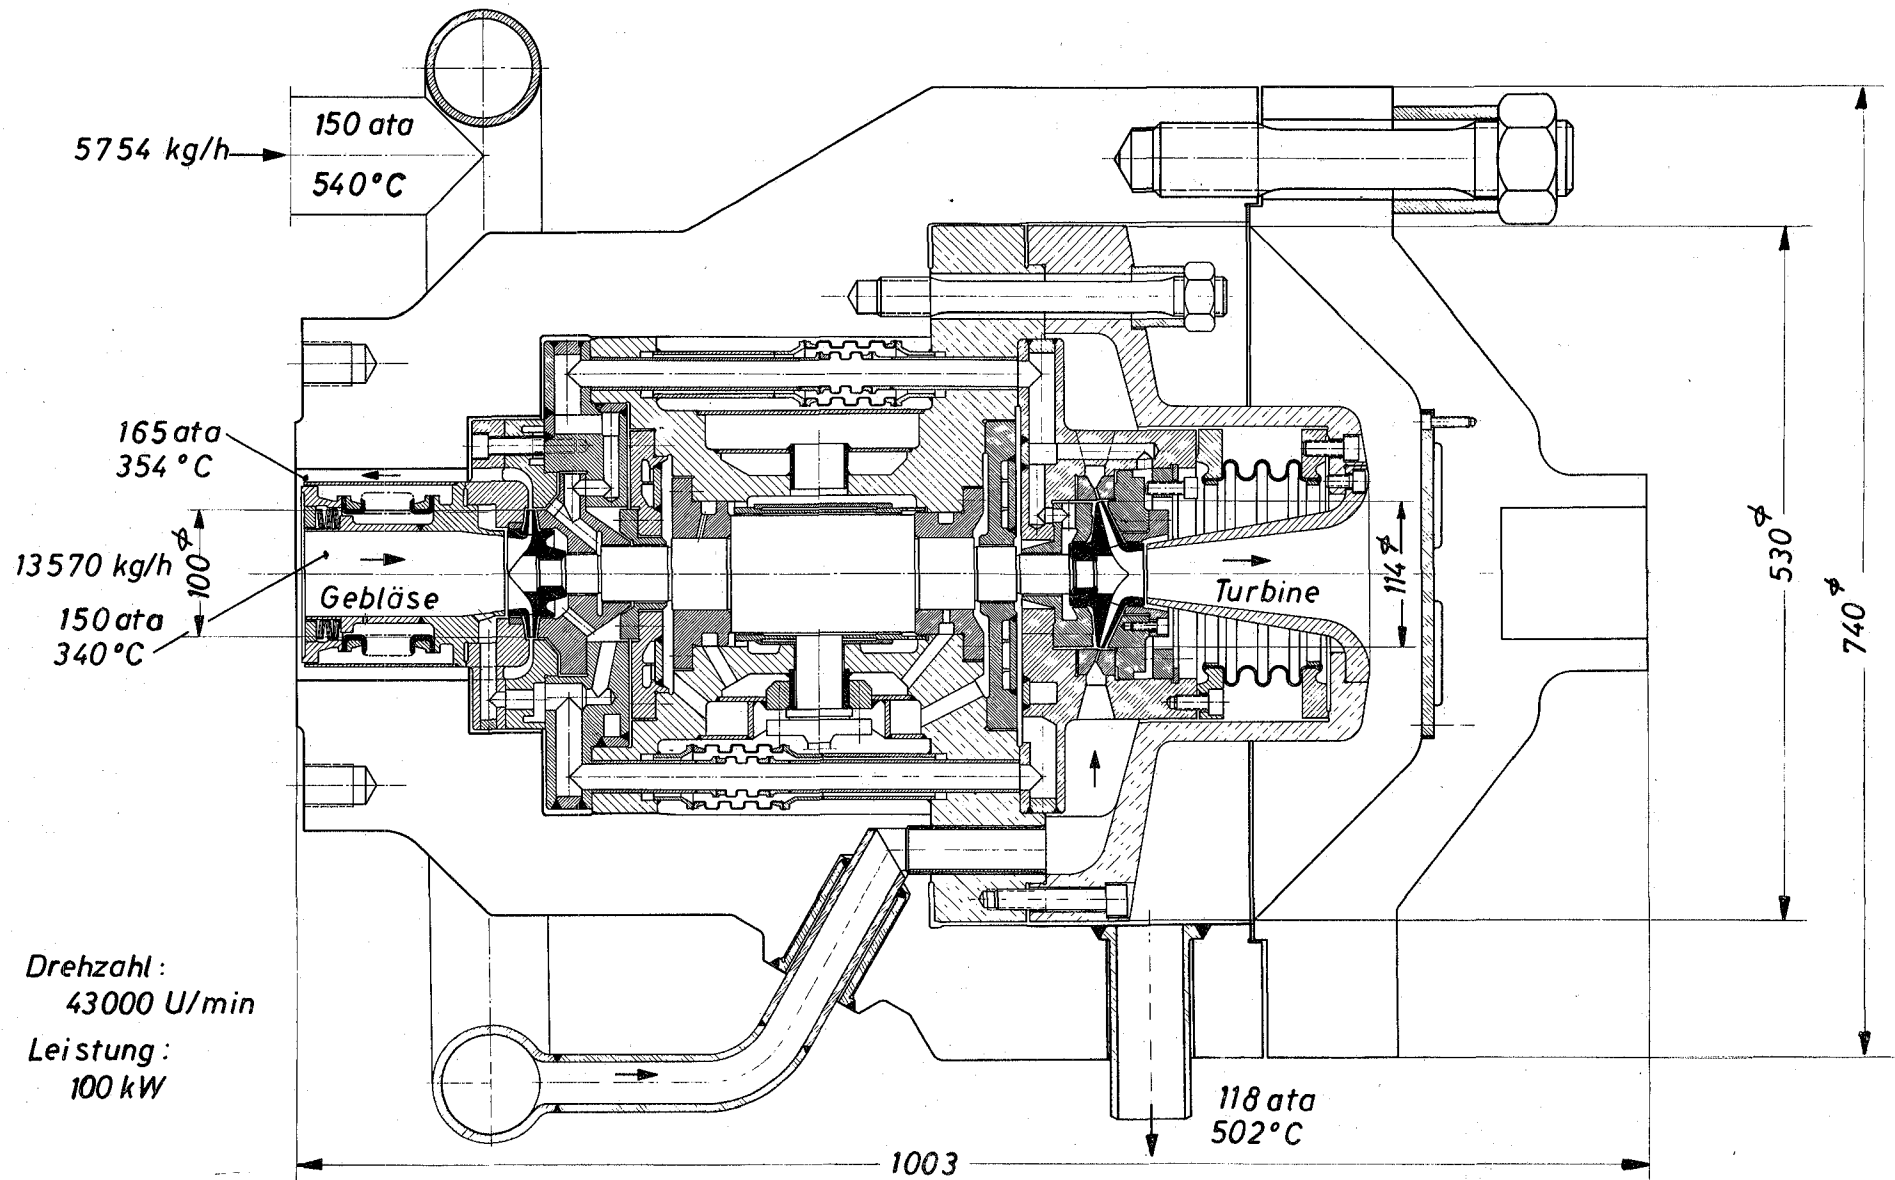 150 ata
5754 kg/h
540°C
165 ata
354°C
100⌀
13570 kg/h
Gebläse
150 ata
340°C
Turbine
114⌀
530⌀
740⌀
Drehzahl:
43000 U/min
Leistung:
100 kW
118 ata
502°C
1003